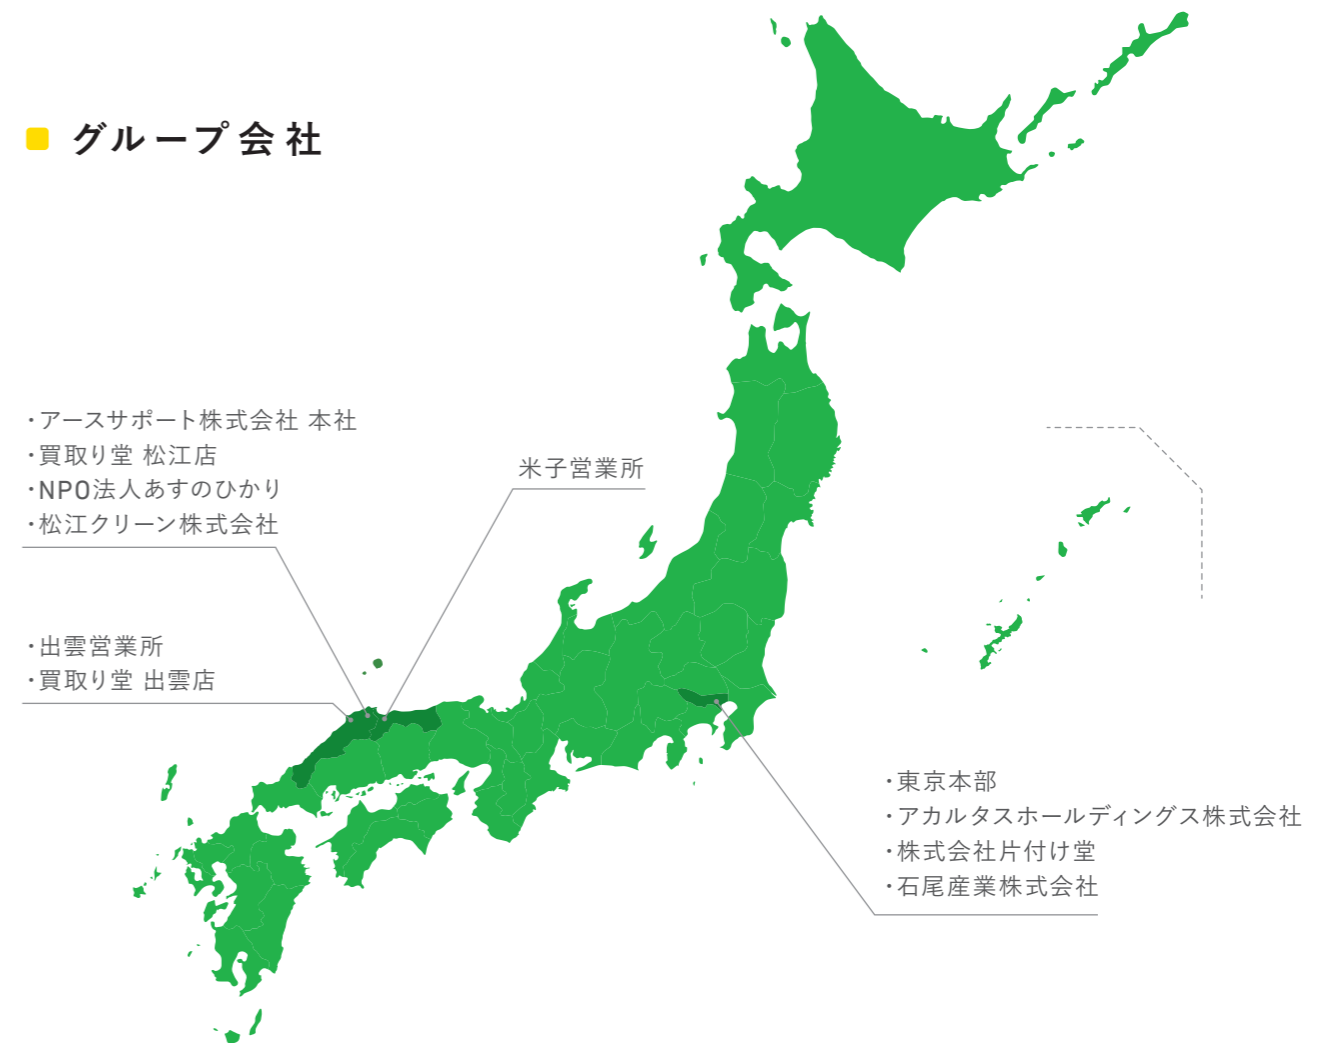 グループ会社
・アースサポート株式会社 本社
・買取り堂 松江店
・NPO法人あすのひかり
・松江クリーン株式会社
米子営業所
・出雲営業所
・買取り堂 出雲店
・東京本部
・アカルタスホールディングス株式会社
・株式会社片付け堂
・石尾産業株式会社